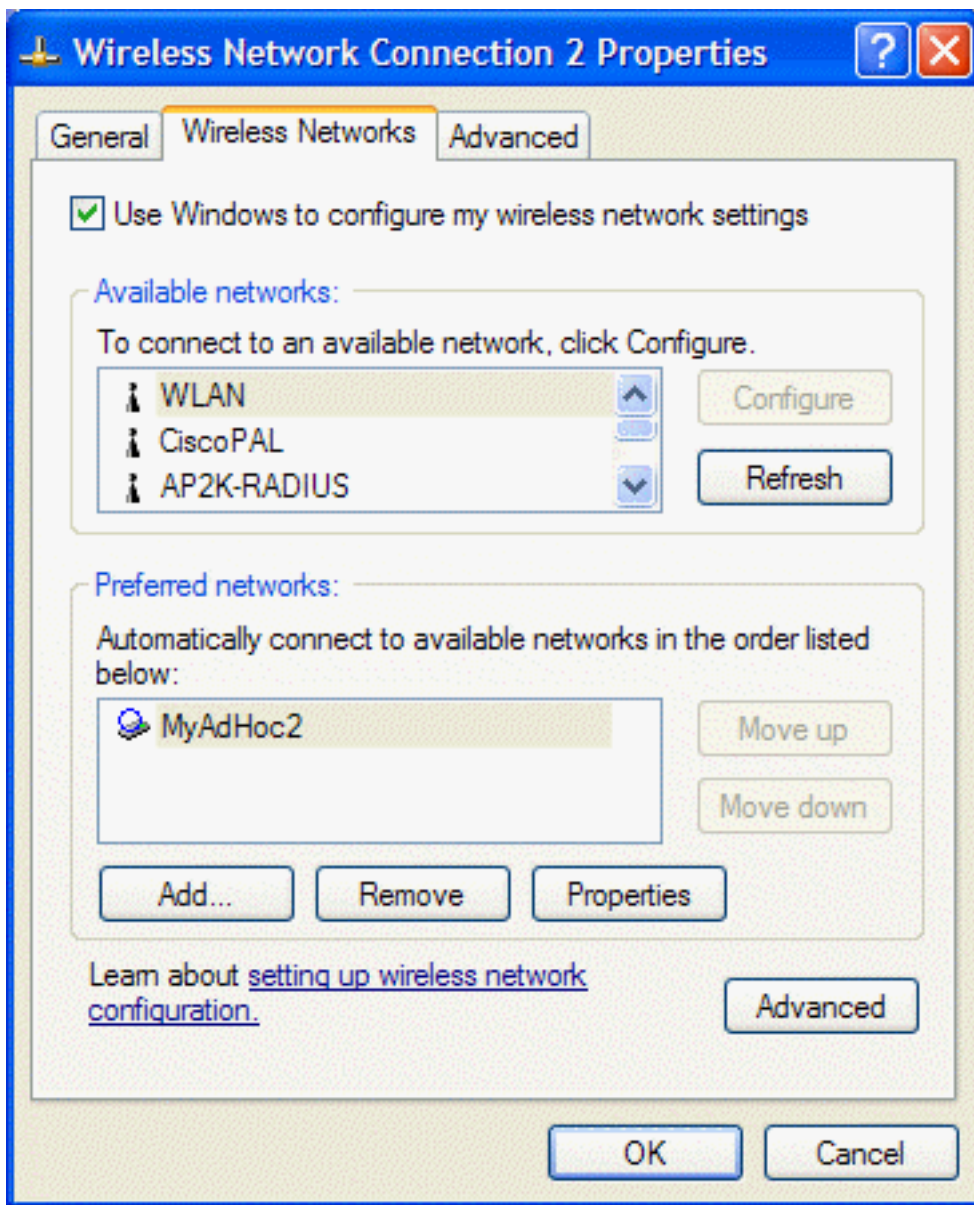 Wireless Network Connection 2 Properties
General
Wireless Networks
Advanced
Use Windows to configure my wireless network settings
Available networks:
To connect to an available network, click Configure.
WLAN
CiscoPAL
AP2K-RADIUS
Configure
Refresh
Preferred networks:
Automatically connect to available networks in the order listed
below:
MyAdHoc2
Move up
Move down
Add...
Remove
Properties
Learn about setting up wireless network
configuration.
Advanced
OK
Cancel